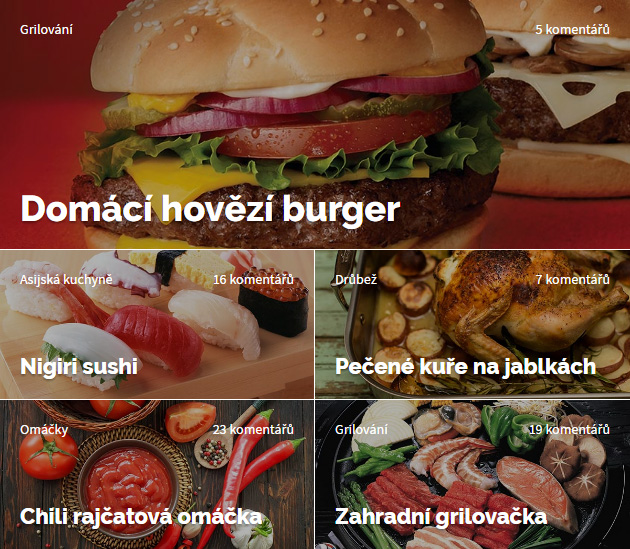 Grilování
5 komentářů
Domácí hovězí burger
Asijská kuchyně
16 komentářů
Nigiri sushi
Drůbež
7 komentářů
Pečené kuře na jablkách
Omáčky
23 komentářů
Chili rajčatová omáčka
Grilování
19 komentářů
Zahradní grilovačka